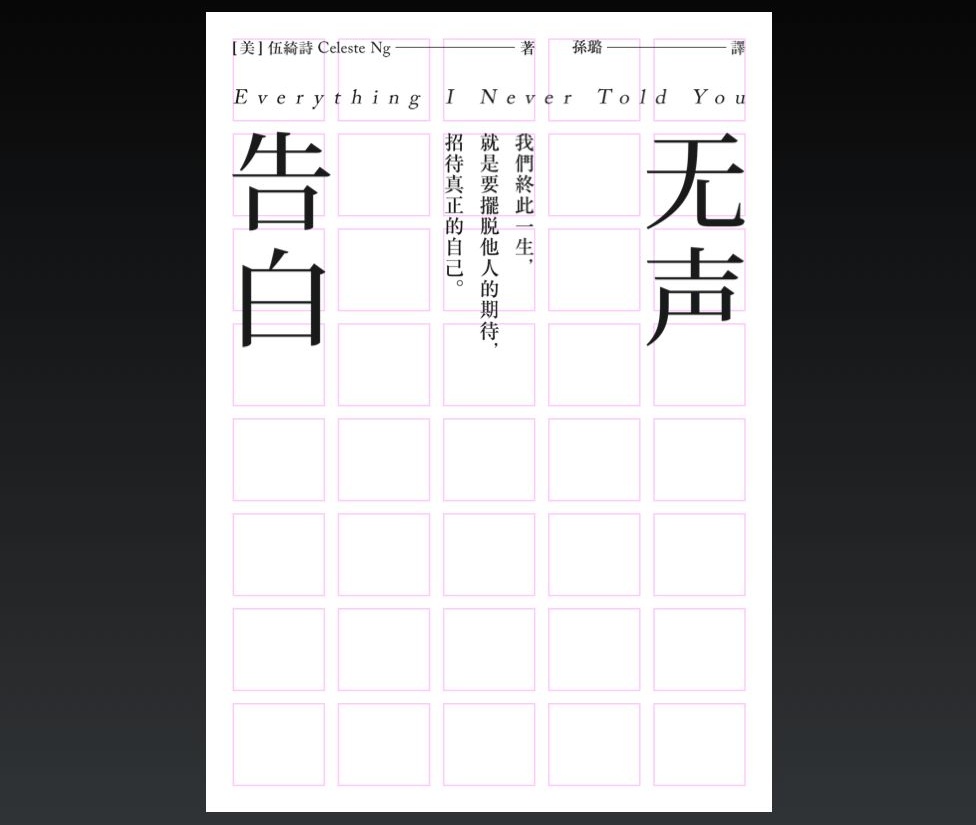 [美] 伍綺詩 Celeste Ng 著 孫璐 譯
Everything I Never Told You
无声
告白
我們終此一生，
就是要擺脱他人的期待，
招待真正的自己。